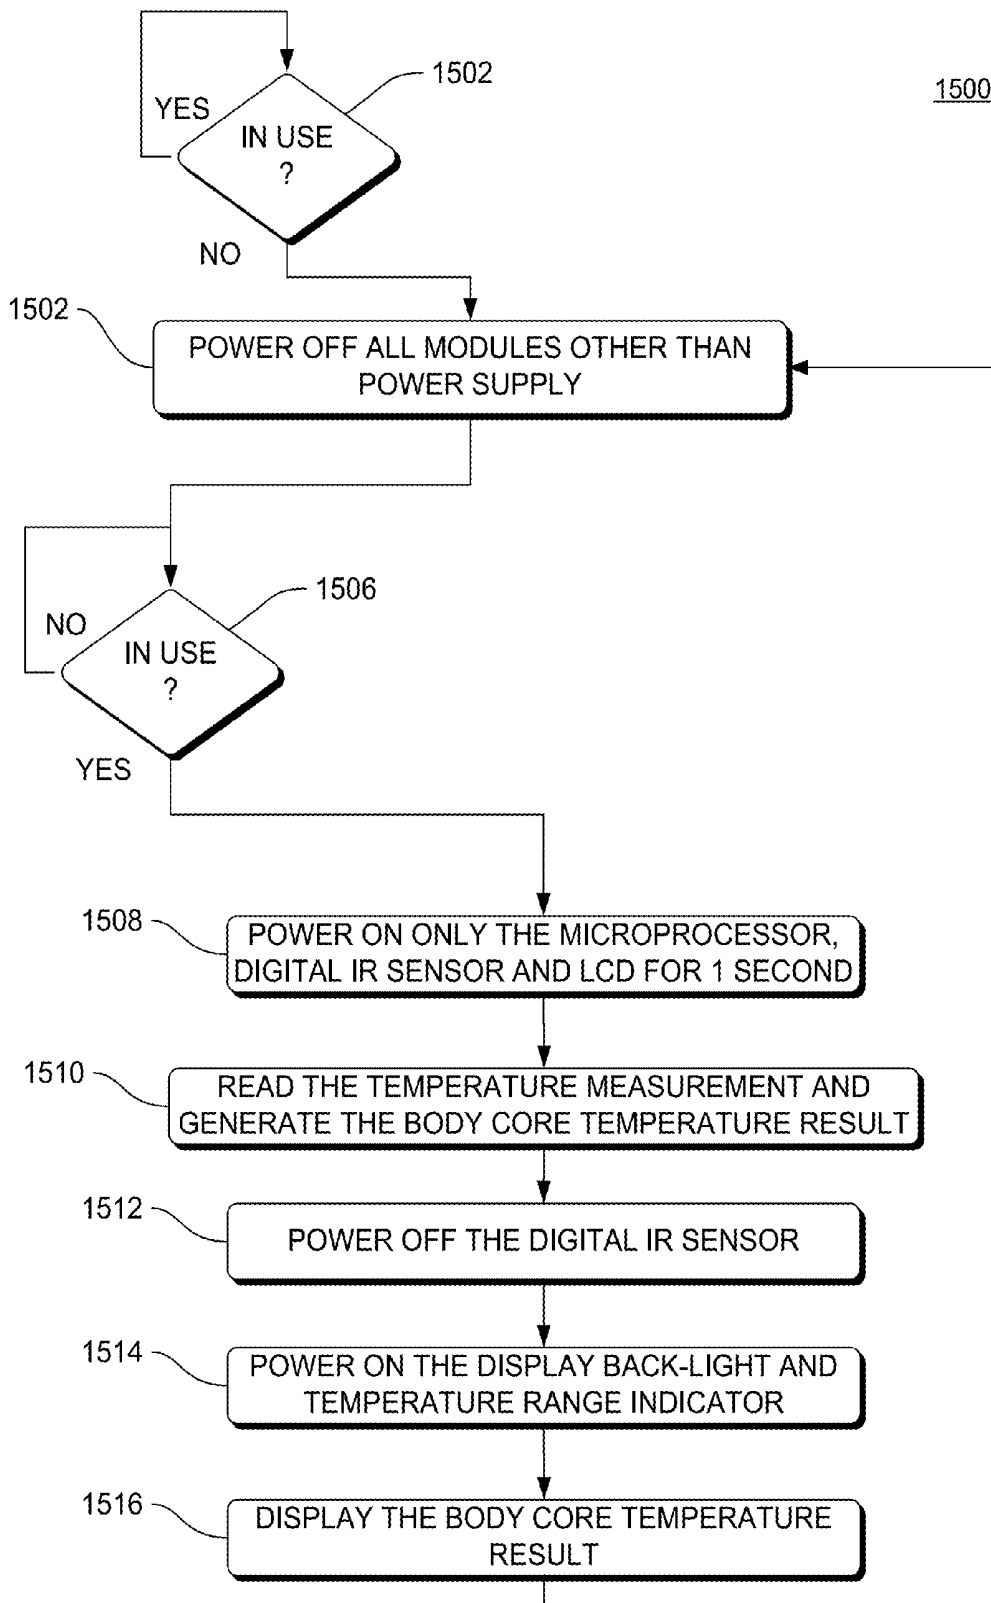 1502
1500
YES
IN USE
?
NO
1502
POWER OFF ALL MODULES OTHER THAN
POWER SUPPLY
1506
NO
IN USE
?
YES
1508
POWER ON ONLY THE MICROPROCESSOR,
DIGITAL IR SENSOR AND LCD FOR 1 SECOND
1510
READ THE TEMPERATURE MEASUREMENT AND
GENERATE THE BODY CORE TEMPERATURE RESULT
1512
POWER OFF THE DIGITAL IR SENSOR
1514
POWER ON THE DISPLAY BACK-LIGHT AND
TEMPERATURE RANGE INDICATOR
1516
DISPLAY THE BODY CORE TEMPERATURE
RESULT